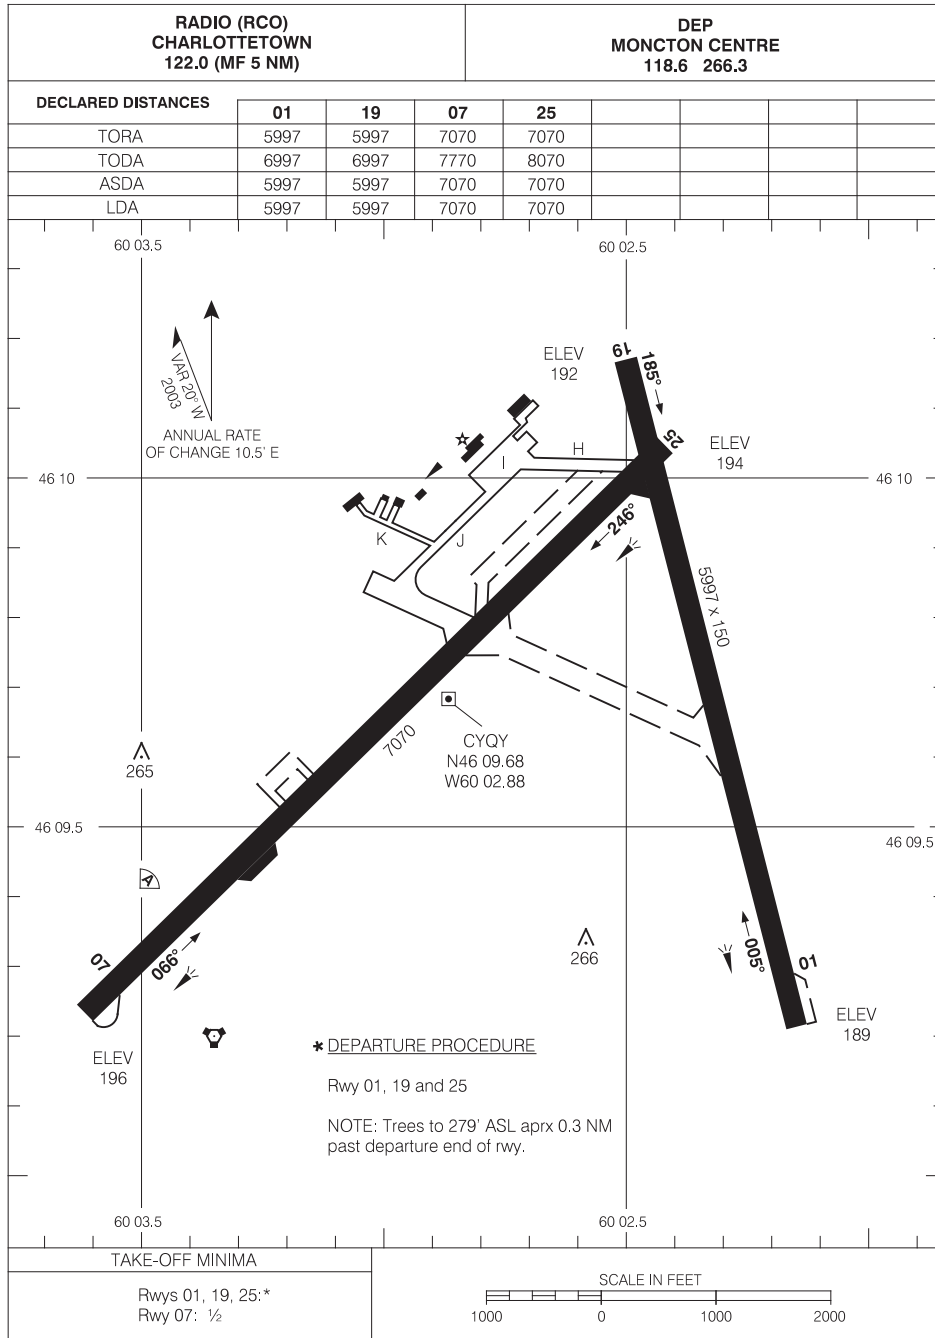 RADIO (RCO)
CHARLOTTETOWN
122.0 (MF 5 NM)
DEP
MONCTON CENTRE
118.6 266.3
DECLARED DISTANCES
01 19 07 25
TORA 5997 5997 7070 7070
TODA 6997 6997 7770 8070
ASDA 5997 5997 7070 7070
LDA 5997 5997 7070 7070
60 03.5
60 02.5
VAR 20° W
2003
ANNUAL RATE
OF CHANGE 10.5' E
ELEV
192
19
185°
25
ELEV
194
H
I
46 10
46 10
K
J
246°
5997 x 150
7070
CYQY
N46 09.68
W60 02.88
265
46 09.5
46 09.5
A
07
066°
266
005°
01
ELEV
189
ELEV
196
* DEPARTURE PROCEDURE
Rwy 01, 19 and 25
NOTE: Trees to 279' ASL aprx 0.3 NM
past departure end of rwy.
60 03.5
60 02.5
TAKE-OFF MINIMA
Rwys 01, 19, 25:*
Rwy 07: ½
SCALE IN FEET
1000 0 1000 2000